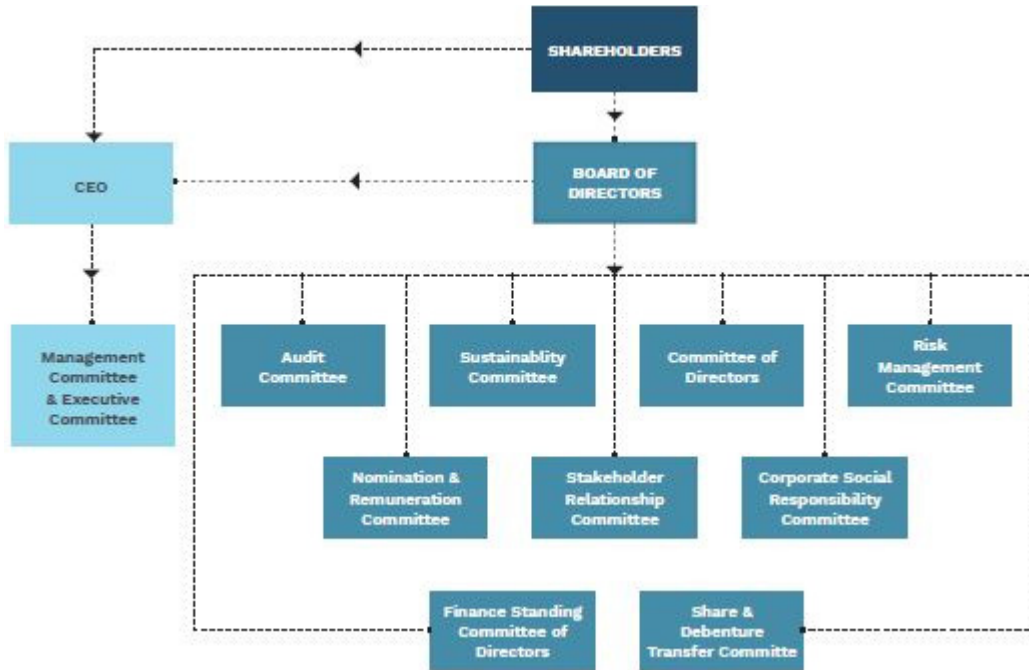 SHAREHOLDERS
CEO
BOARD OF
DIRECTORS
Management
Committee
& Executive
Committee
Audit
Committee
Sustainablity
Committee
Committee of
Directors
Risk
Management
Committee
Nomination &
Remuneration
Committee
Stakeholder
Relationship
Committee
Corporate Social
Responsibility
Committee
Finance Standing
Committee of
Directors
Share &
Debenture
Transfer Committe